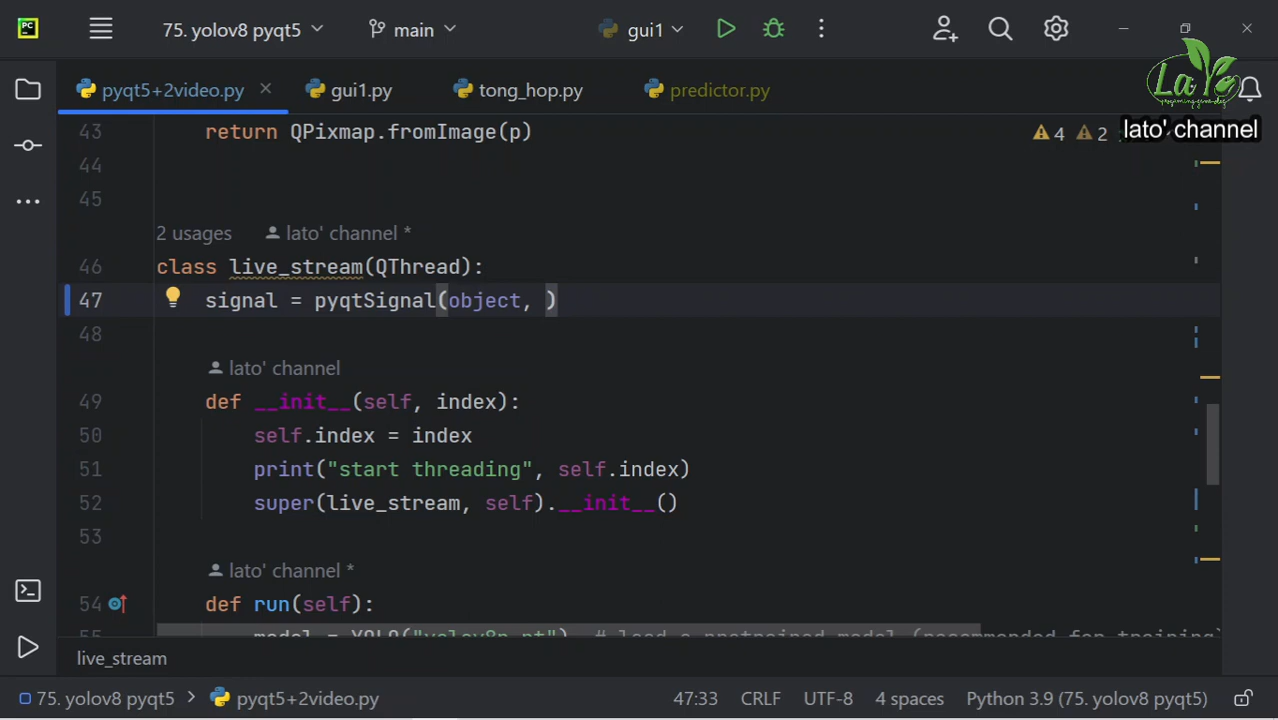 PC 75. yolov8 pyqt5 main gui1
pyqt5+2video.py gui1.py tong_hop.py predictor.py
LaYO
lato' channel
43 return QPixmap.fromImage(p) 4 2
44
45
2 usages lato' channel *
46 class live_stream(QThread):
47 signal = pyqtSignal(object, )
48
lato' channel
49 def __init__(self, index):
50 self.index = index
51 print("start threading", self.index)
52 super(live_stream, self).__init__()
53
lato' channel *
54 def run(self):
55 model = YOLO("yolov8n.pt") # load a pretrained model (recommended for training)
live_stream
75. yolov8 pyqt5 > pyqt5+2video.py 47:33 CRLF UTF-8 4 spaces Python 3.9 (75. yolov8 pyqt5)